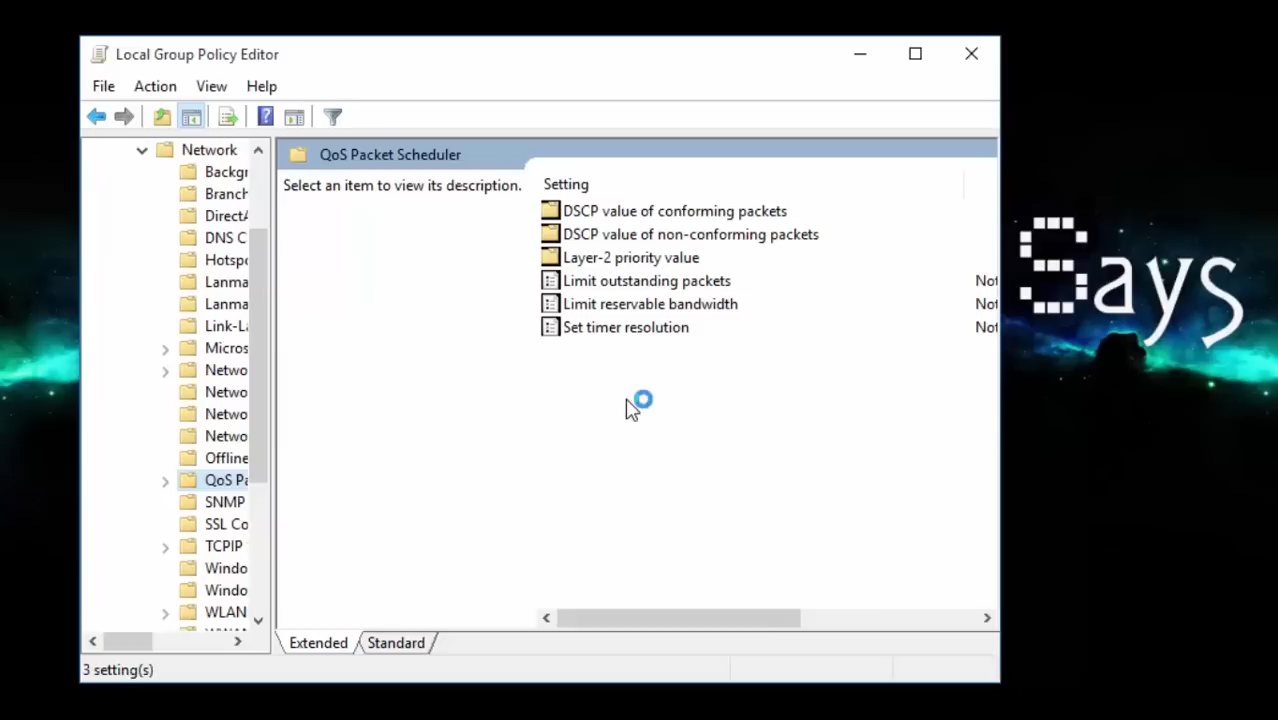 Local Group Policy Editor
File Action View Help
Network
Backgr
Branch
DirectA
DNS C
Hotspo
Lanma
Lanma
Link-La
Micros
Netwo
Netwo
Netwo
Netwo
Offline
QoS Pa
SNMP
SSL Co
TCPIP
Windo
Windo
WLAN
QoS Packet Scheduler
Select an item to view its description.
Setting
DSCP value of conforming packets
DSCP value of non-conforming packets
Layer-2 priority value
Limit outstanding packets Not
Limit reservable bandwidth Not
Set timer resolution Not
Extended Standard
3 setting(s)
Says